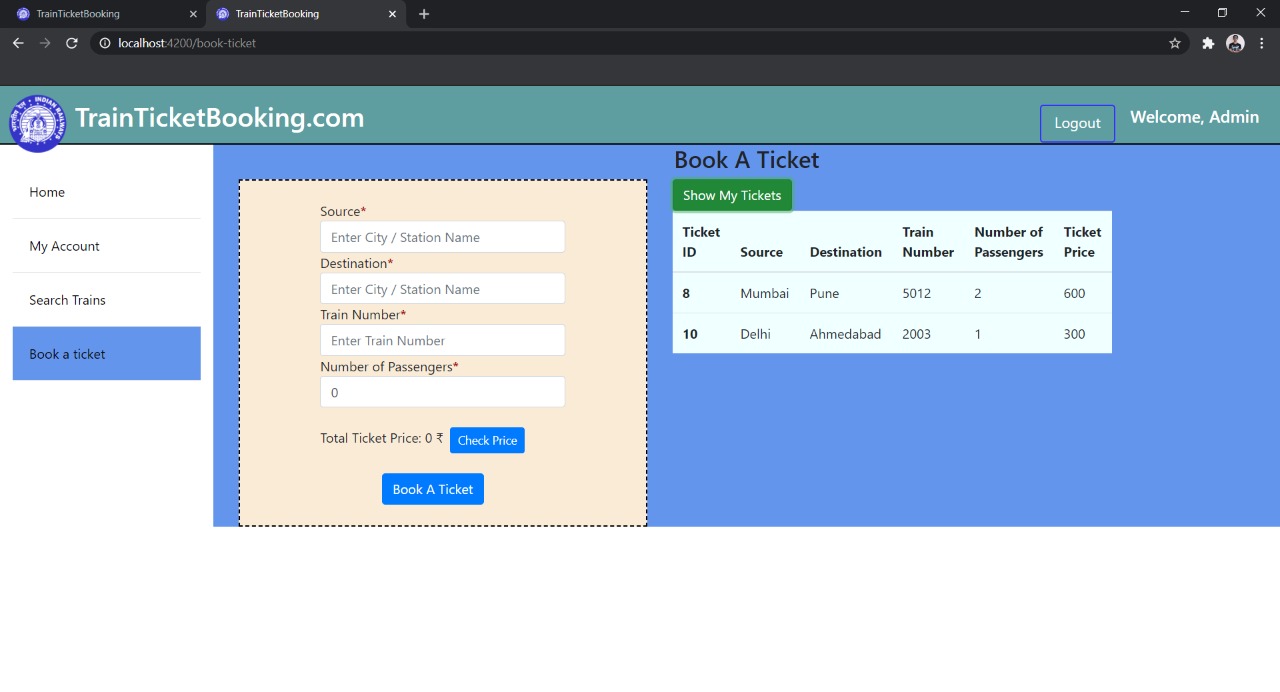 TrainTicketBooking
TrainTicketBooking
localhost:4200/book-ticket
TrainTicketBooking.com
Logout
Welcome, Admin
Home
My Account
Search Trains
Book a ticket
Source*
Enter City / Station Name
Destination*
Enter City / Station Name
Train Number*
Enter Train Number
Number of Passengers*
0
Total Ticket Price: 0 ₹ Check Price
Book A Ticket
Book A Ticket
Show My Tickets
Ticket ID Source Destination Train Number Number of Passengers Ticket Price
8 Mumbai Pune 5012 2 600
10 Delhi Ahmedabad 2003 1 300